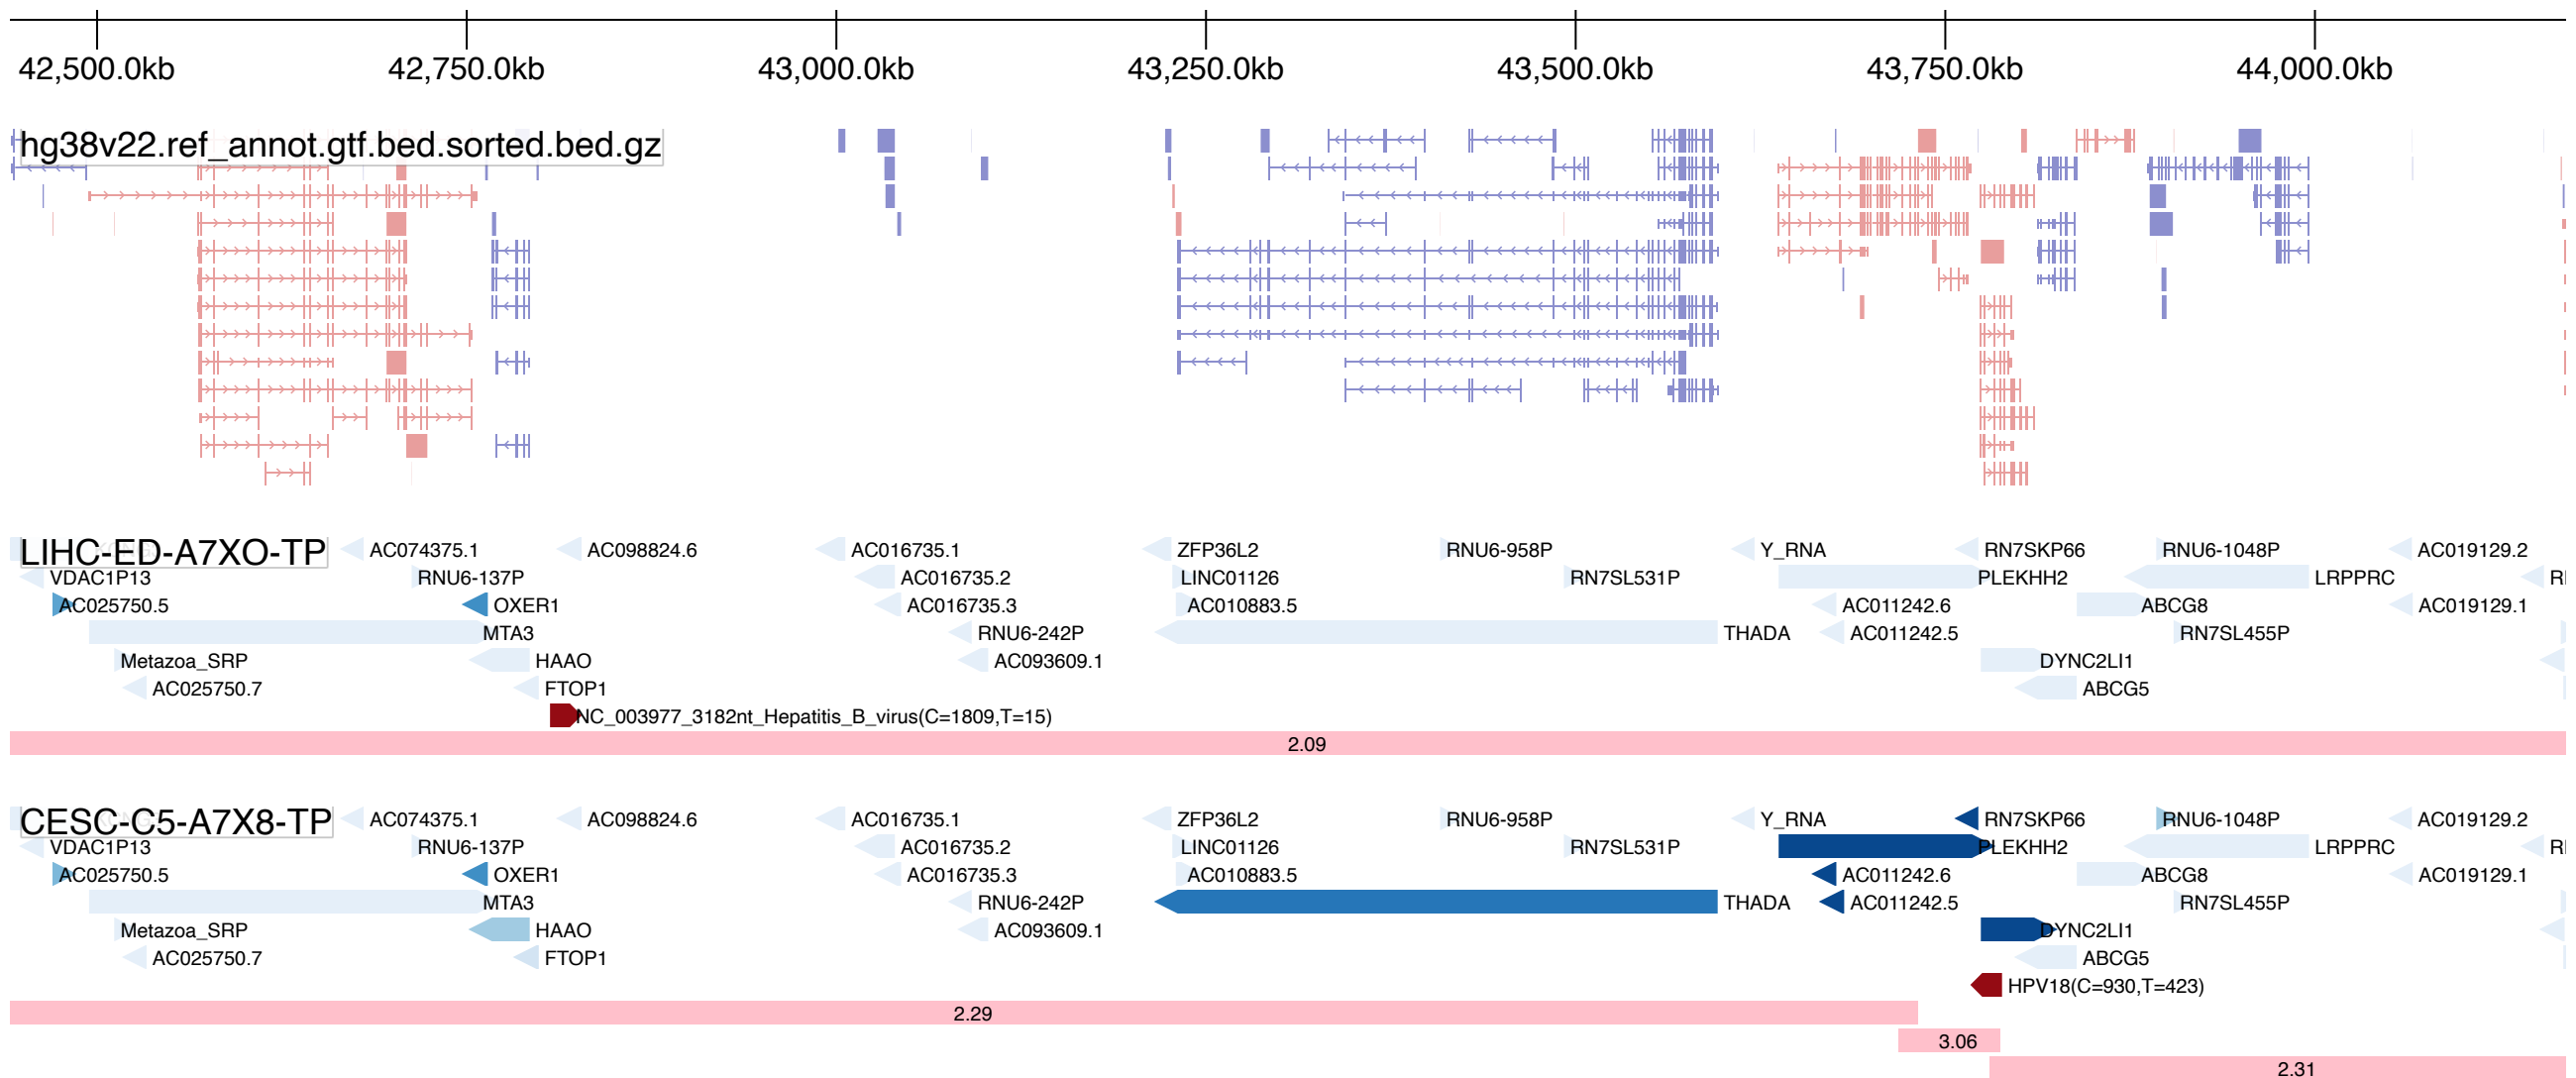 42,500.0kb 42,750.0kb 43,000.0kb 43,250.0kb 43,500.0kb 43,750.0kb 44,000.0kb
hg38v22.ref_annot.gtf.bed.sorted.bed.gz
LIHC-ED-A7XO-TP AC074375.1 AC098824.6 AC016735.1 ZFP36L2 RNU6-958P Y_RNA RN7SKP66 RNU6-1048P AC019129.2
VDAC1P13 RNU6-137P AC016735.2 LINC01126 RN7SL531P PLEKHH2 LRPPRC
AC025750.5 OXER1 AC016735.3 AC010883.5 AC011242.6 ABCG8 AC019129.1
MTA3 RNU6-242P THADA AC011242.5 RN7SL455P
Metazoa_SRP HAAO AC093609.1 DYNC2LI1
AC025750.7 FTOP1 ABCG5
NC_003977_3182nt_Hepatitis_B_virus(C=1809,T=15)
2.09
CESC-C5-A7X8-TP AC074375.1 AC098824.6 AC016735.1 ZFP36L2 RNU6-958P Y_RNA RN7SKP66 RNU6-1048P AC019129.2
VDAC1P13 RNU6-137P AC016735.2 LINC01126 RN7SL531P PLEKHH2 LRPPRC
AC025750.5 OXER1 AC016735.3 AC010883.5 AC011242.6 ABCG8 AC019129.1
MTA3 RNU6-242P THADA AC011242.5 RN7SL455P
Metazoa_SRP HAAO AC093609.1 DYNC2LI1
AC025750.7 FTOP1 ABCG5
HPV18(C=930,T=423)
2.29
3.06
2.31